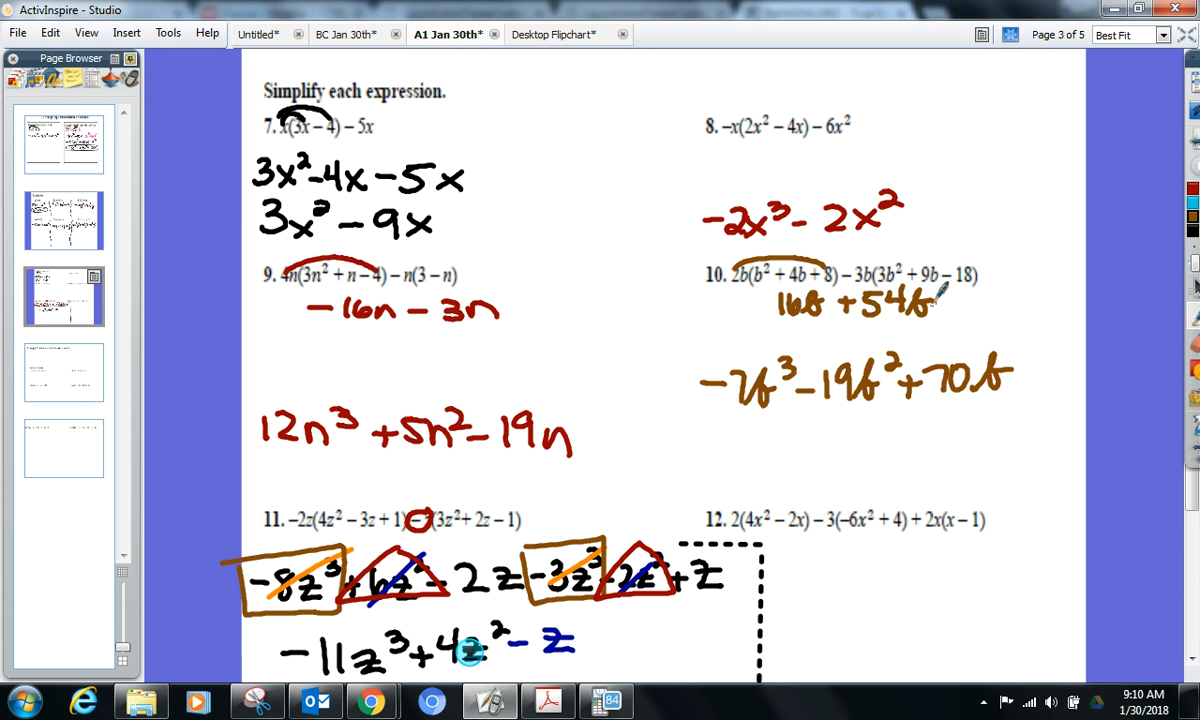 ActivInspire - Studio
File Edit View Insert Tools Help
Untitled* BC Jan 30th* A1 Jan 30th* Desktop Flipchart*
Page 3 of 5 Best Fit
Page Browser
Simplify each expression.
7. x(3x – 4) – 5x
3x² - 4x - 5x
3x² - 9x
8. –x(2x² – 4x) – 6x²
-2x³ - 2x²
9. 4n(3n² + n – 4) – n(3 – n)
-16n - 3n
12n³ + 5n² - 19n
10. 2b(b² + 4b + 8) – 3b(3b² + 9b – 18)
16b + 54b
-7b³ - 19b² + 70b
11. –2z(4z² – 3z + 1) – (3z² + 2z – 1)
-8z³ + 6z² - 2z - 3z³ - 2z² + z
-11z³ + 4z² - z
12. 2(4x² – 2x) – 3(–6x² + 4) + 2x(x – 1)
84
9:10 AM
1/30/2018